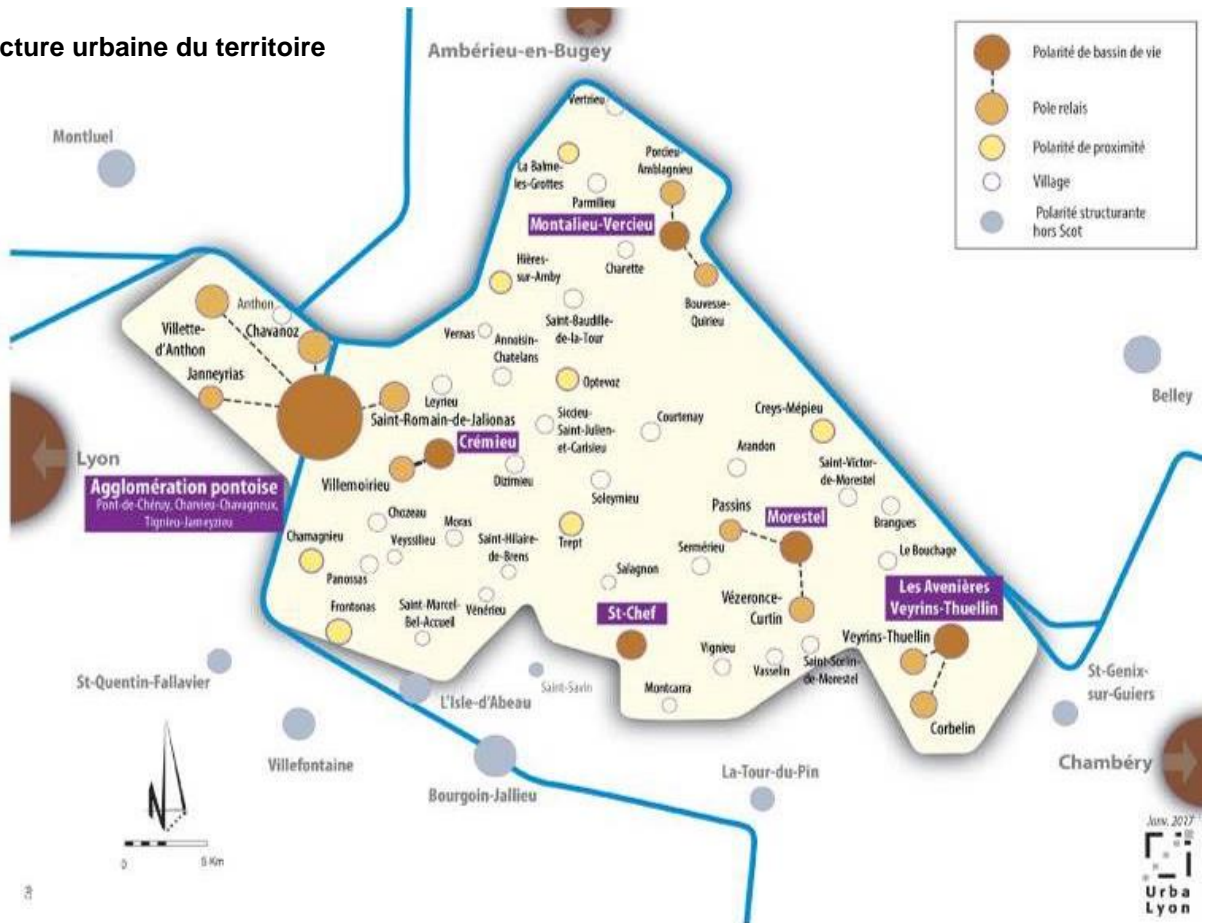 cture urbaine du territoire
Ambérieu-en-Bugey
Polarité de bassin de vie
Pole relais
Polarité de proximité
Village
Polarité structurante
hors Scot
Montluel
Vertrieu
La Balme-
les-Grottes
Porcieu-
Amblagnieu
Parmilieu
Montalieu-Vercieu
Charette
Hières-
sur-Amby
Bouvesse-
Quirieu
Anthon
Villette-
d'Anthon
Chavanoz
Saint-Baudille-
de-la-Tour
Vernas
Annoisin-
Chatelans
Janneyrias
Leyrieu
Optevoz
Belley
Saint-Romain-de-Jalionas
Siccieu-
Saint-Julien-
et-Carisieu
Courtenay
Creys-Mépieu
Crémieu
Arandon
Lyon
Villemoirieu
Dizimieu
Saint-Victor-
de-Morestel
Agglomération pontoise
Pont-de-Chéruy, Charvieu-Chavagneux,
Tignieu-Jameyzieu
Soleymieu
Passins
Morestel
Brangues
Chozeau
Moras
Chamagnieu
Veyssilieu
Saint-Hilaire-
de-Brens
Trept
Sermérieu
Le Bouchage
Panossas
Salagnon
Les Avenières
Veyrins-Thuellin
Frontonas
Saint-Marcel-
Bel-Accueil
Vénérieu
St-Chef
Vézeronce-
Curtin
Veyrins-Thuellin
Vignieu
Vasselin
Saint-Sorlin-
de-Morestel
St-Quentin-Fallavier
Saint-Savin
St-Genix-
sur-Guiers
L'Isle-d'Abeau
Montcarra
Corbelin
Villefontaine
La-Tour-du-Pin
Chambéry
Bourgoin-Jallieu
N
0 5 Km
Janv. 2017
Urba
Lyon